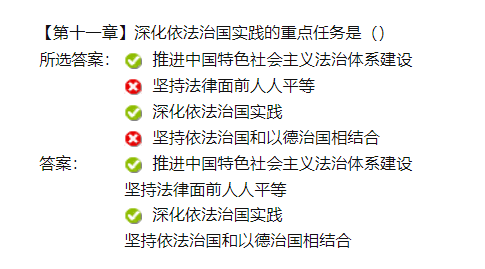 【第十一章】深化依法治国实践的重点任务是（）
所选答案： 推进中国特色社会主义法治体系建设
坚持法律面前人人平等
深化依法治国实践
坚持依法治国和以德治国相结合
答案： 推进中国特色社会主义法治体系建设
坚持法律面前人人平等
深化依法治国实践
坚持依法治国和以德治国相结合